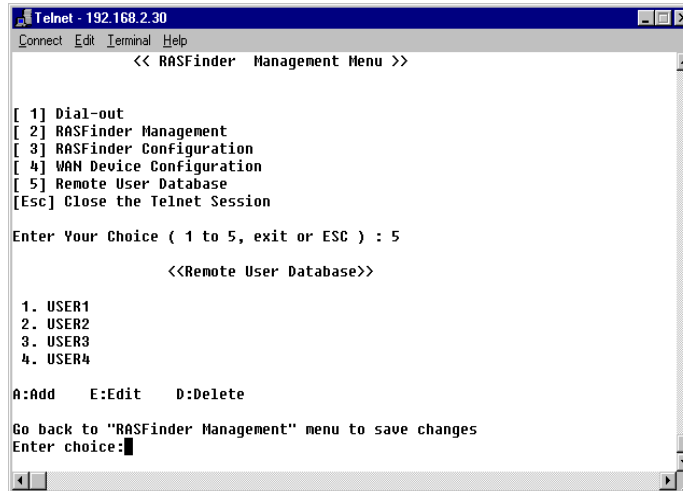 Telnet - 192.168.2.30
Connect Edit Terminal Help
<< RASFinder Management Menu >>
[ 1] Dial-out
[ 2] RASFinder Management
[ 3] RASFinder Configuration
[ 4] WAN Device Configuration
[ 5] Remote User Database
[Esc] Close the Telnet Session
Enter Your Choice ( 1 to 5, exit or ESC ) : 5
<<Remote User Database>>
1. USER1
2. USER2
3. USER3
4. USER4
A:Add E:Edit D:Delete
Go back to "RASFinder Management" menu to save changes
Enter choice: